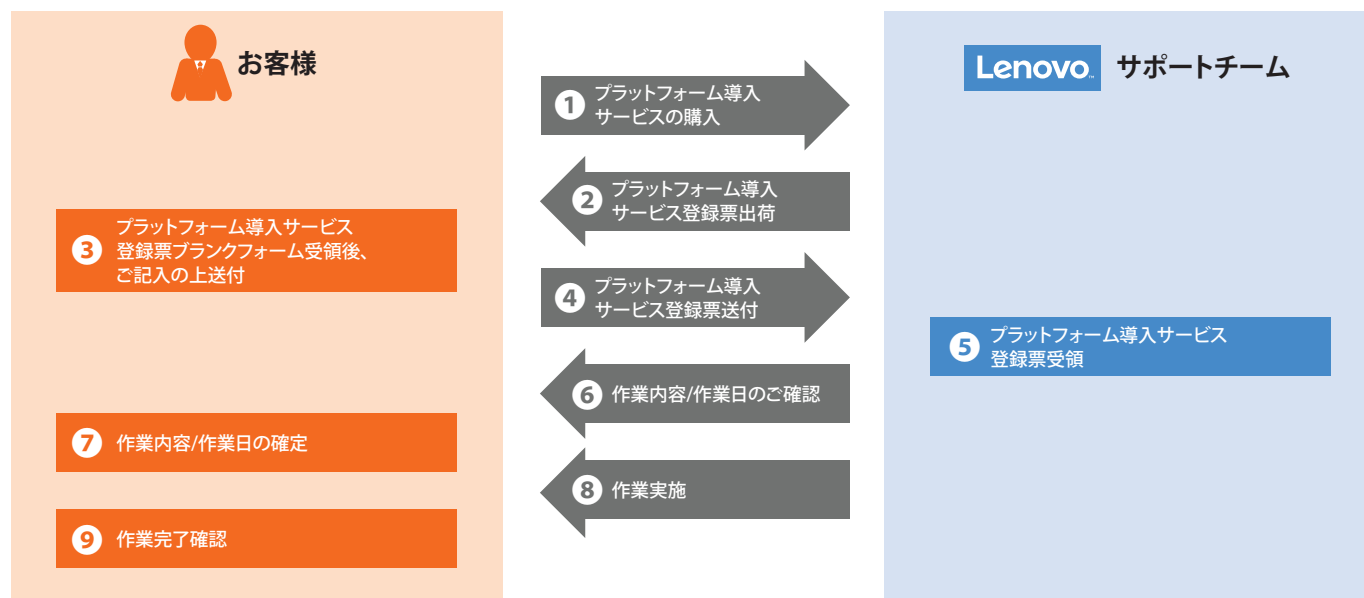 お客様
Lenovo サポートチーム
1 プラットフォーム導入
サービスの購入
2 プラットフォーム導入
サービス登録票出荷
3 プラットフォーム導入サービス
登録票ブランクフォーム受領後、
ご記入の上送付
4 プラットフォーム導入
サービス登録票送付
5 プラットフォーム導入サービス
登録票受領
6 作業内容/作業日のご確認
7 作業内容/作業日の確定
8 作業実施
9 作業完了確認